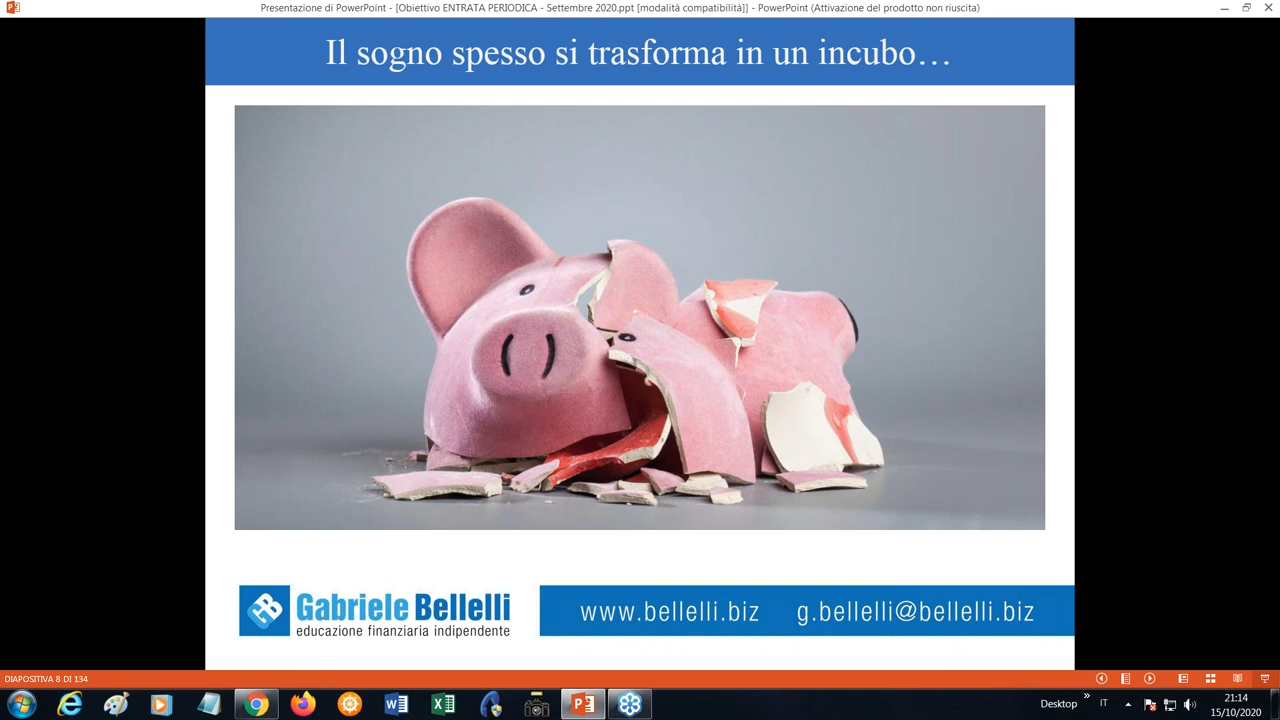 Presentazione di PowerPoint - [Obiettivo ENTRATA PERIODICA - Settembre 2020.ppt [modalità compatibilità]] - PowerPoint (Attivazione del prodotto non riuscita)
Il sogno spesso si trasforma in un incubo…
Gabriele Bellelli
educazione finanziaria indipendente
www.bellelli.biz g.bellelli@bellelli.biz
DIAPOSITIVA 8 DI 134
Desktop
IT
21:14
15/10/2020